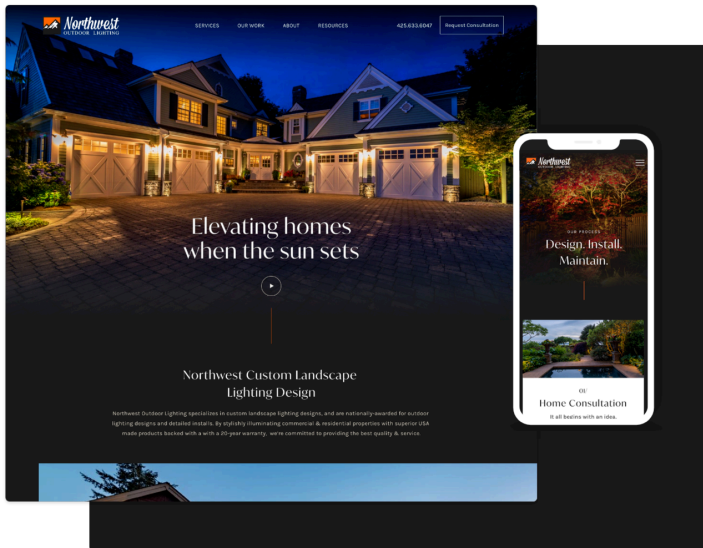 Northwest
OUTDOOR LIGHTING
SERVICES OUR WORK ABOUT RESOURCES 425.633.6047 Request Consultation
Elevating homes
when the sun sets
Northwest Custom Landscape
Lighting Design
Northwest Outdoor Lighting specializes in custom landscape lighting designs, and are nationally-awarded for outdoor
lighting designs and detailed installs. By stylishly illuminating commercial & residential properties with superior USA
made products backed with a with a 20-year warranty, we're committed to providing the best quality & service.
Northwest
OUTDOOR LIGHTING
OUR PROCESS
Design. Install.
Maintain.
Home Consultation
It all begins with an idea.